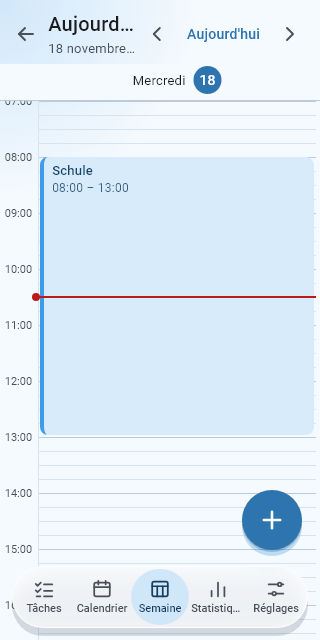 Aujourd…
18 novembre…
Aujourd'hui
Mercredi 18
07:00
08:00
Schule
08:00 – 13:00
09:00
10:00
11:00
12:00
13:00
14:00
15:00
Tâches
Calendrier
Semaine
Statistiq…
Réglages